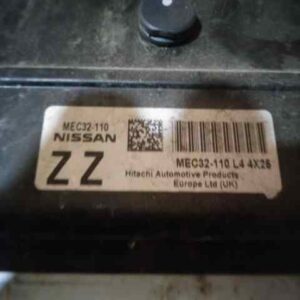 MEC32-110
NISSAN
ZZ
MEC32-110 L4 4X26
Hitachi Automotive Products
Europe Ltd (UK)